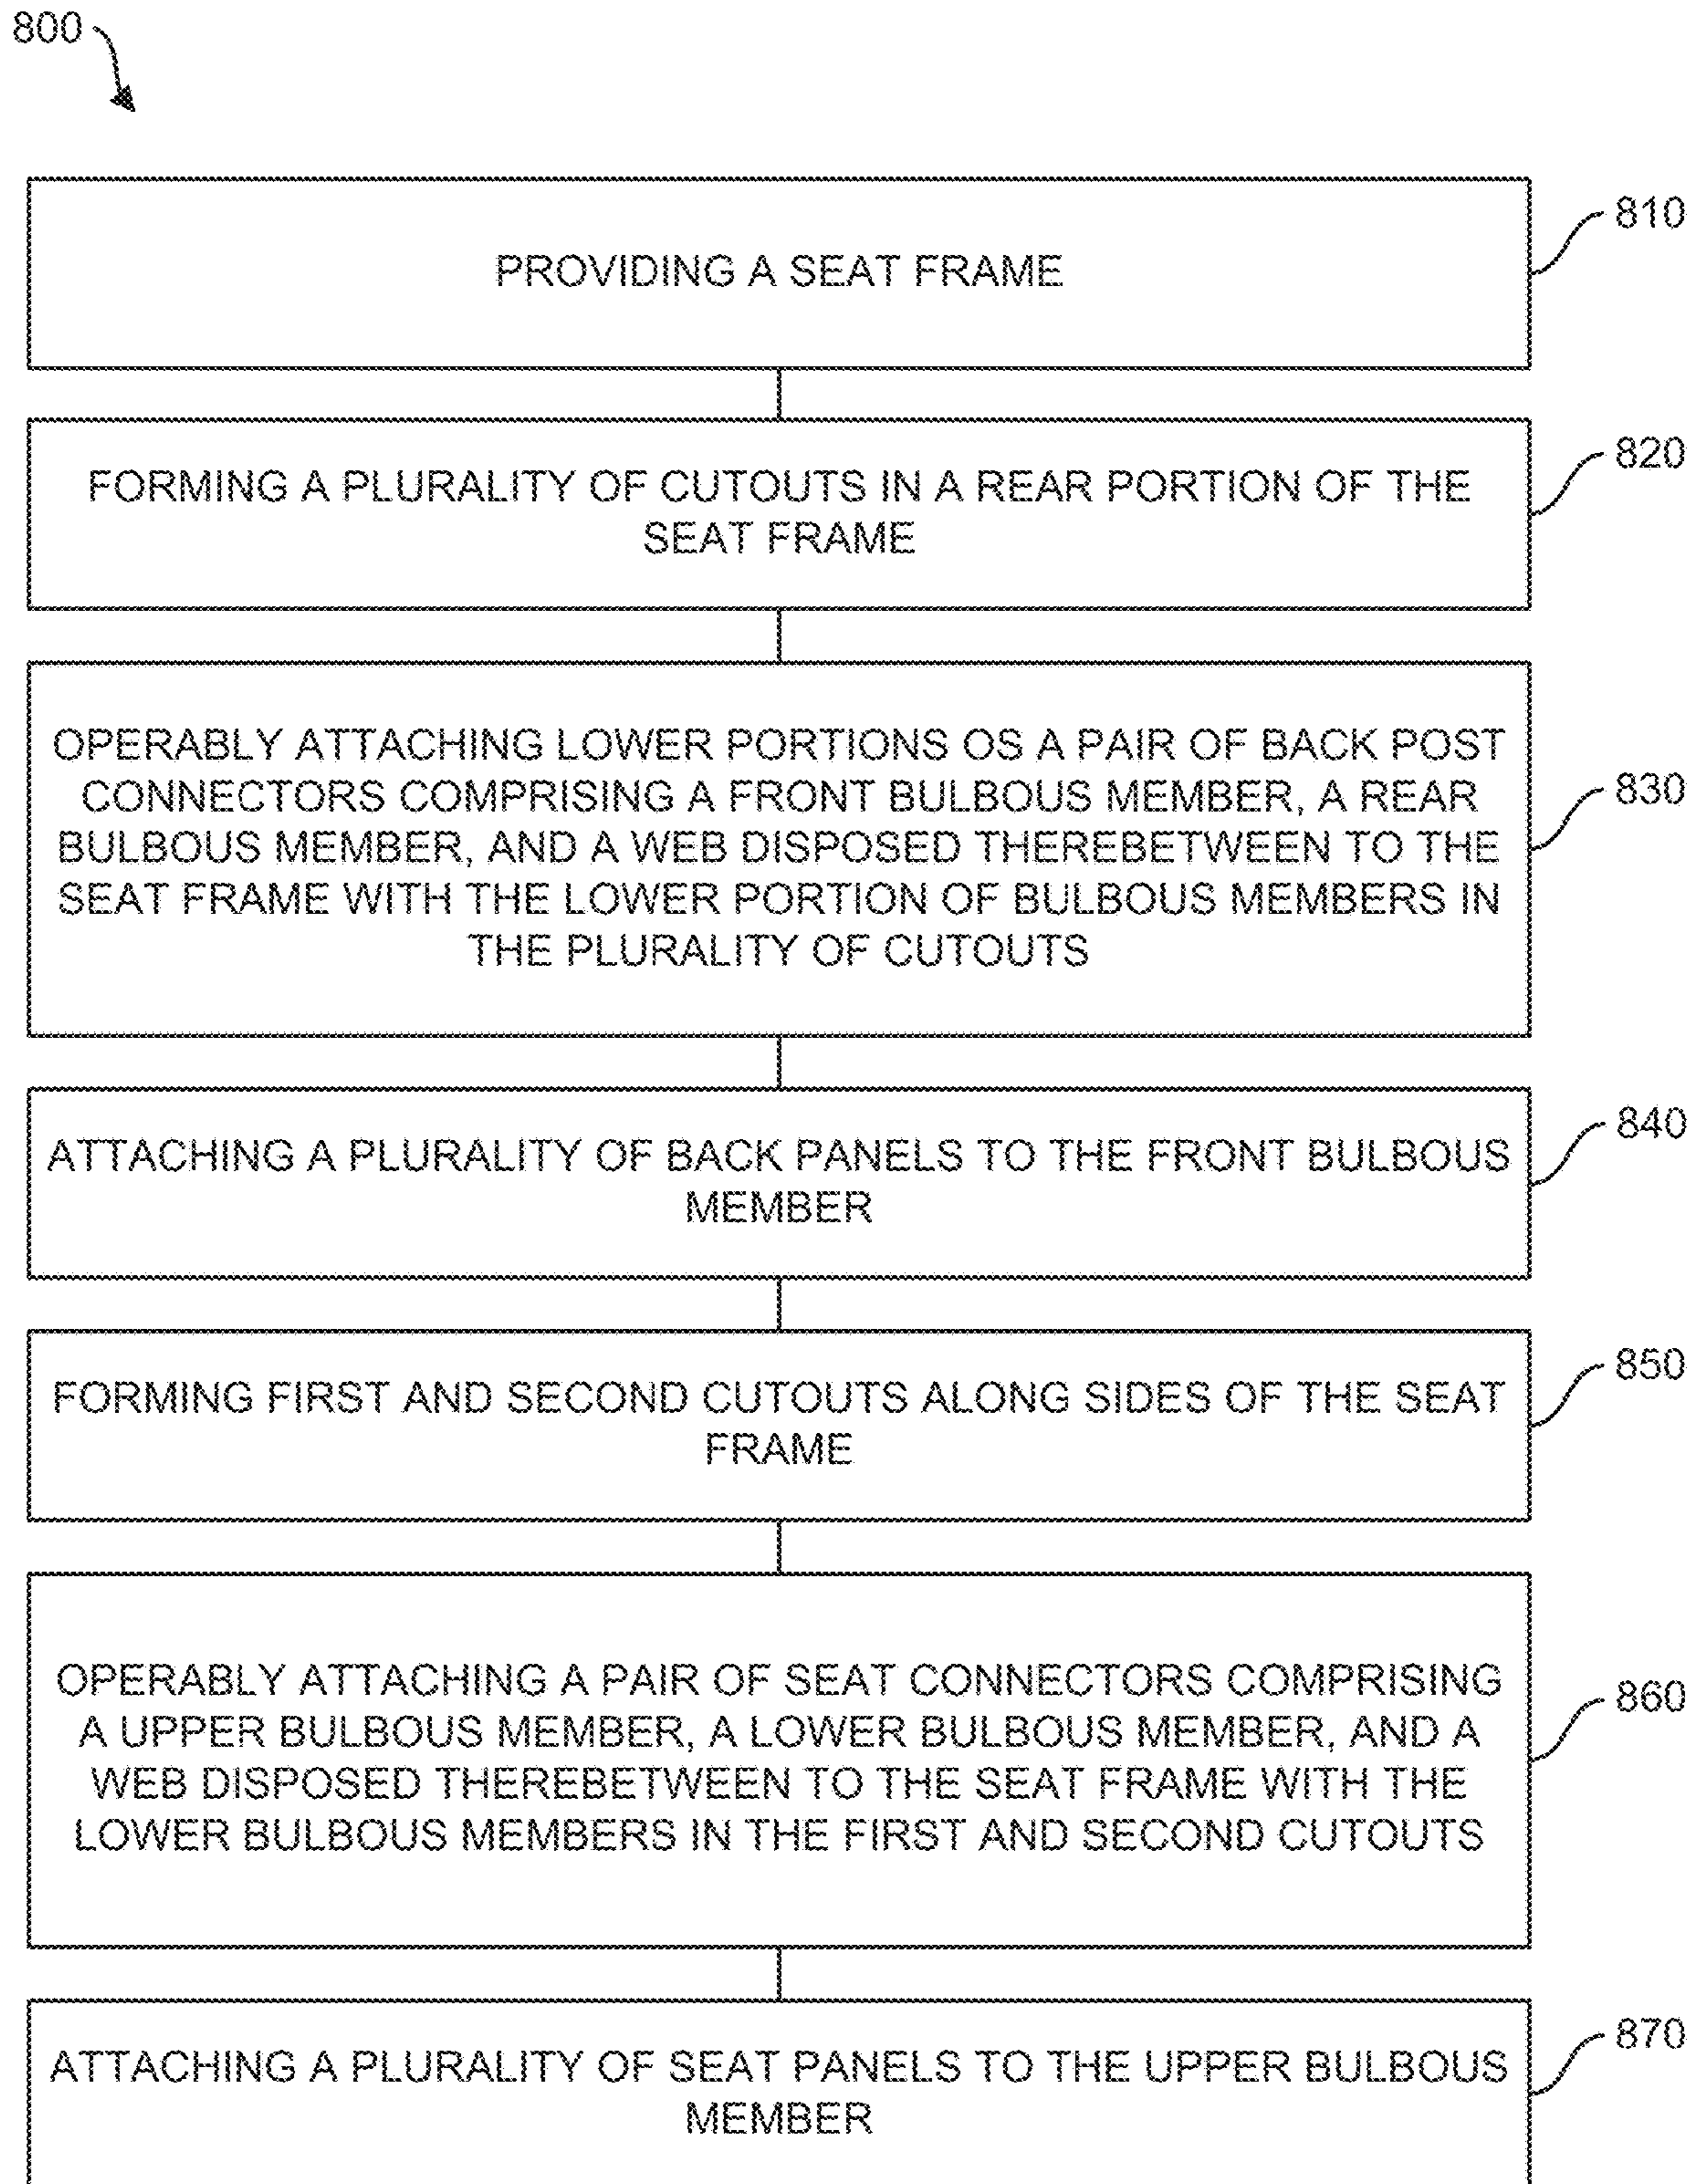 800
810
PROVIDING A SEAT FRAME
820
FORMING A PLURALITY OF CUTOUTS IN A REAR PORTION OF THE
SEAT FRAME
830
OPERABLY ATTACHING LOWER PORTIONS OS A PAIR OF BACK POST
CONNECTORS COMPRISING A FRONT BULBOUS MEMBER, A REAR
BULBOUS MEMBER, AND A WEB DISPOSED THEREBETWEEN TO THE
SEAT FRAME WITH THE LOWER PORTION OF BULBOUS MEMBERS IN
THE PLURALITY OF CUTOUTS
840
ATTACHING A PLURALITY OF BACK PANELS TO THE FRONT BULBOUS
MEMBER
850
FORMING FIRST AND SECOND CUTOUTS ALONG SIDES OF THE SEAT
FRAME
860
OPERABLY ATTACHING A PAIR OF SEAT CONNECTORS COMPRISING
A UPPER BULBOUS MEMBER, A LOWER BULBOUS MEMBER, AND A
WEB DISPOSED THEREBETWEEN TO THE SEAT FRAME WITH THE
LOWER BULBOUS MEMBERS IN THE FIRST AND SECOND CUTOUTS
870
ATTACHING A PLURALITY OF SEAT PANELS TO THE UPPER BULBOUS
MEMBER